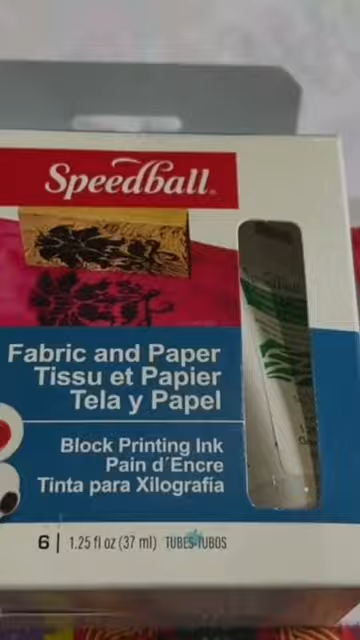 Speedball
Fabric and Paper
Tissu et Papier
Tela y Papel
Block Printing Ink
Pain d'Encre
Tinta para Xilografía
6 1.25 fl oz (37 ml) TUBES-TUBOS